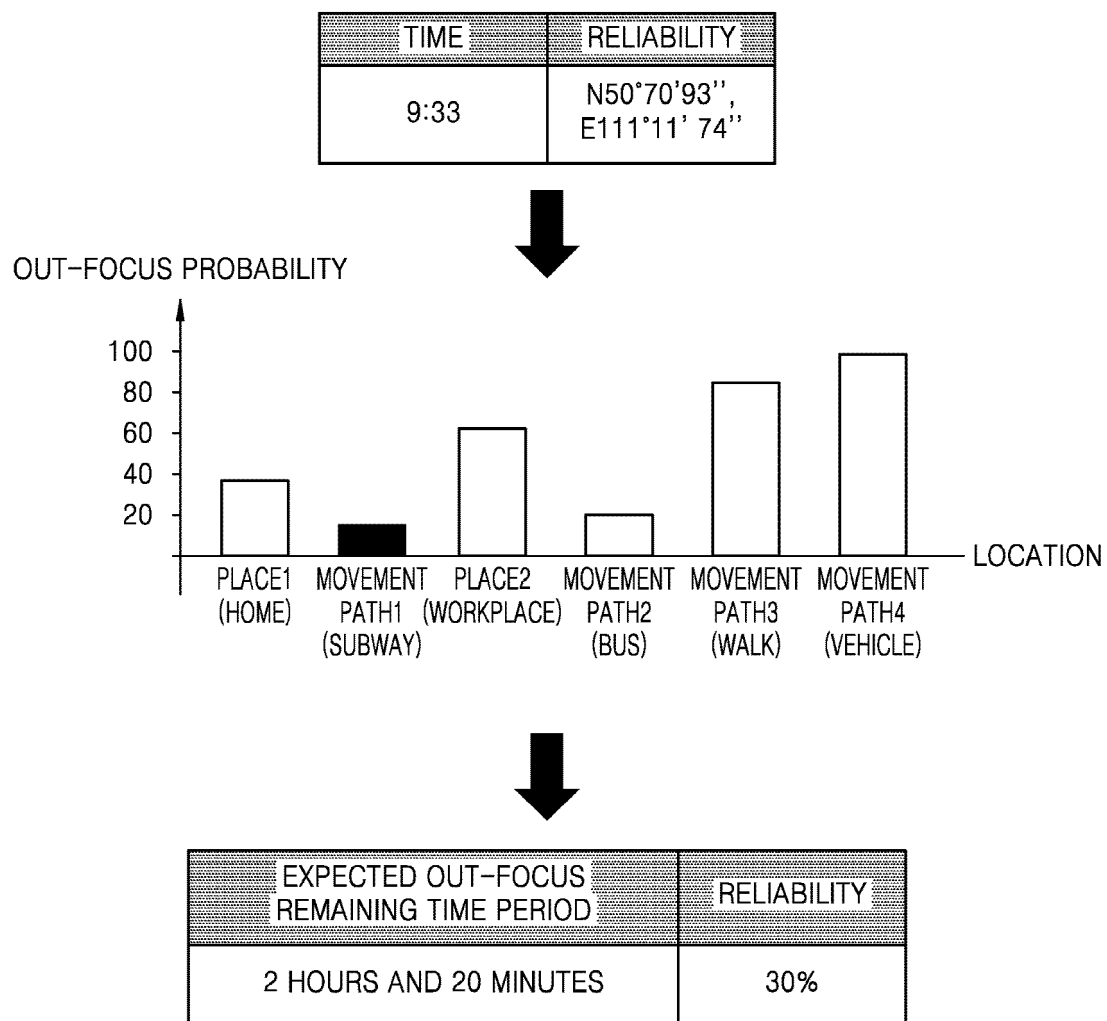 TIME RELIABILITY
9:33 N50°70'93'',
E111°11' 74''
OUT-FOCUS PROBABILITY
100
80
60
40
20
LOCATION
PLACE1 MOVEMENT PLACE2 MOVEMENT MOVEMENT MOVEMENT
(HOME) PATH1 (WORKPLACE) PATH2 PATH3 PATH4
(SUBWAY) (BUS) (WALK) (VEHICLE)
EXPECTED OUT-FOCUS
REMAINING TIME PERIOD RELIABILITY
2 HOURS AND 20 MINUTES 30%